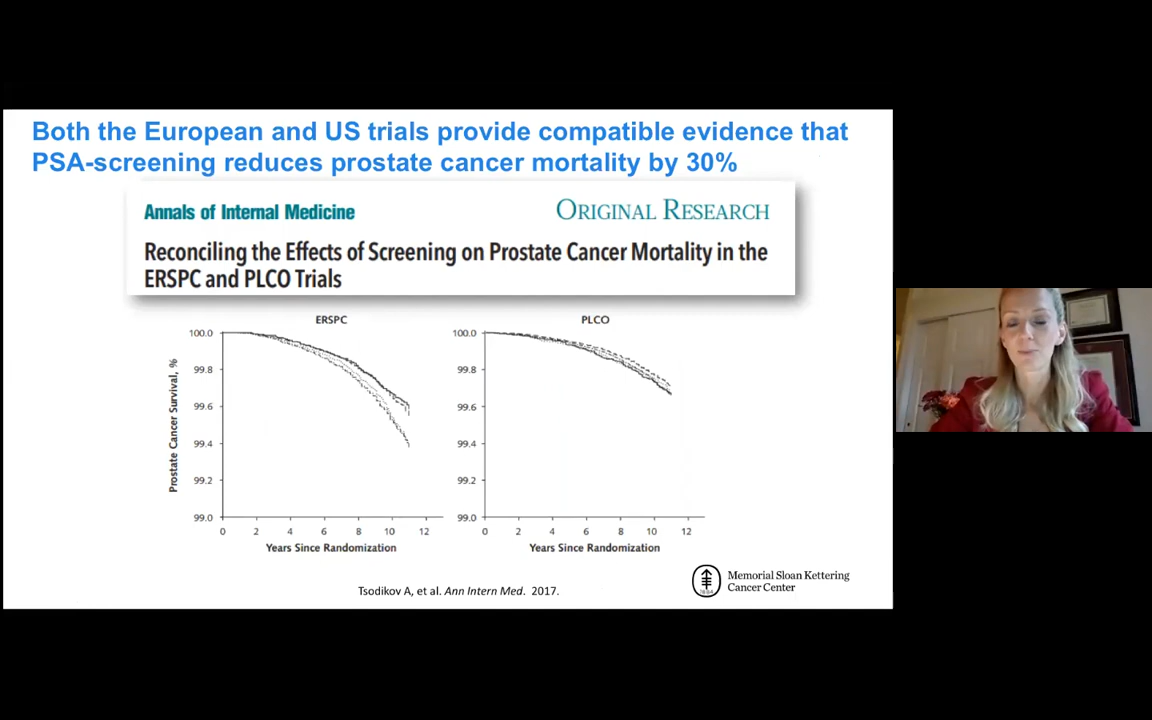 Both the European and US trials provide compatible evidence that
PSA-screening reduces prostate cancer mortality by 30%
Annals of Internal Medicine
ORIGINAL RESEARCH
Reconciling the Effects of Screening on Prostate Cancer Mortality in the
ERSPC and PLCO Trials
ERSPC
Prostate Cancer Survival, %
100.0
99.8
99.6
99.4
99.2
99.0
0 2 4 6 8 10 12
Years Since Randomization
PLCO
100.0
99.8
99.6
99.4
99.2
99.0
0 2 4 6 8 10 12
Years Since Randomization
Tsodikov A, et al. Ann Intern Med. 2017.
Memorial Sloan Kettering
Cancer Center